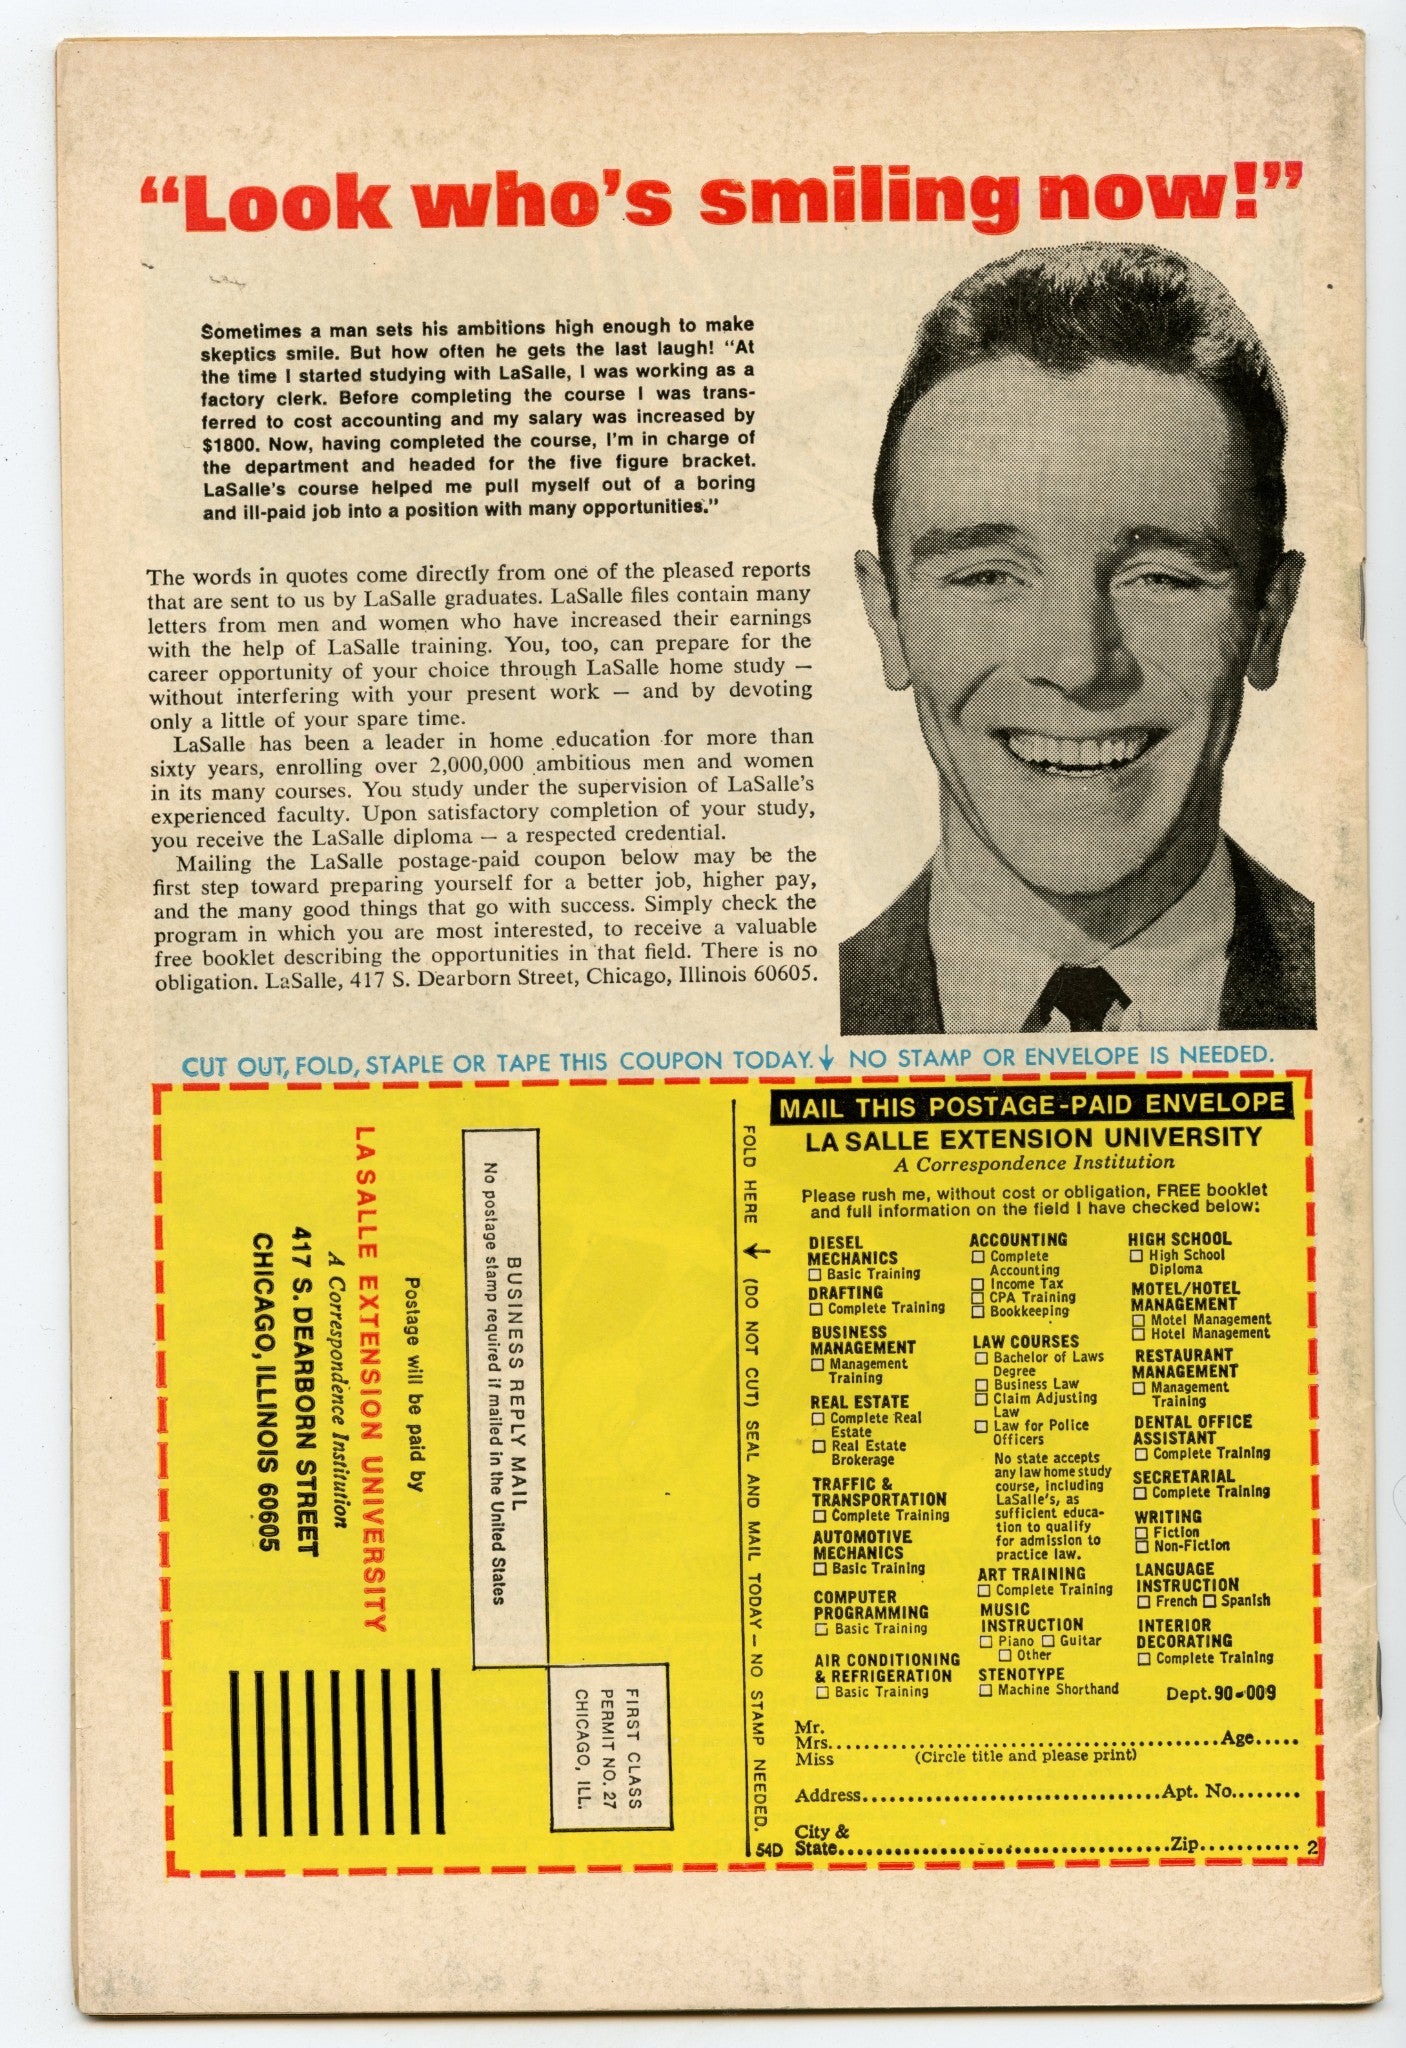 “Look who’s smiling now!”
Sometimes a man sets his ambitions high enough to make
skeptics smile. But how often he gets the last laugh! “At
the time I started studying with LaSalle, I was working as a
factory clerk. Before completing the course I was trans-
ferred to cost accounting and my salary was increased by
$1800. Now, having completed the course, I’m in charge of
the department and headed for the five figure bracket.
LaSalle’s course helped me pull myself out of a boring
and ill-paid job into a position with many opportunities.”
The words in quotes come directly from one of the pleased reports
that are sent to us by LaSalle graduates. LaSalle files contain many
letters from men and women who have increased their earnings
with the help of LaSalle training. You, too, can prepare for the
career opportunity of your choice through LaSalle home study —
without interfering with your present work — and by devoting
only a little of your spare time.
LaSalle has been a leader in home education for more than
sixty years, enrolling over 2,000,000 ambitious men and women
in its many courses. You study under the supervision of LaSalle’s
experienced faculty. Upon satisfactory completion of your study,
you receive the LaSalle diploma — a respected credential.
Mailing the LaSalle postage-paid coupon below may be the
first step toward preparing yourself for a better job, higher pay,
and the many good things that go with success. Simply check the
program in which you are most interested, to receive a valuable
free booklet describing the opportunities in that field. There is no
obligation. LaSalle, 417 S. Dearborn Street, Chicago, Illinois 60605.
CUT OUT, FOLD, STAPLE OR TAPE THIS COUPON TODAY. ↓ NO STAMP OR ENVELOPE IS NEEDED.
FIRST CLASS
PERMIT NO. 27
CHICAGO, ILL.
BUSINESS REPLY MAIL
No postage stamp required if mailed in the United States
Postage will be paid by
LA SALLE EXTENSION UNIVERSITY
A Correspondence Institution
417 S. DEARBORN STREET
CHICAGO, ILLINOIS 60605
FOLD HERE → (DO NOT CUT) SEAL AND MAIL TODAY — NO STAMP NEEDED.
MAIL THIS POSTAGE-PAID ENVELOPE
LA SALLE EXTENSION UNIVERSITY
A Correspondence Institution
Please rush me, without cost or obligation, FREE booklet
and full information on the field I have checked below:
DIESEL
MECHANICS
☐ Basic Training
DRAFTING
☐ Complete Training
BUSINESS
MANAGEMENT
☐ Management
Training
REAL ESTATE
☐ Complete Real
Estate
☐ Real Estate
Brokerage
TRAFFIC &
TRANSPORTATION
☐ Complete Training
AUTOMOTIVE
MECHANICS
☐ Basic Training
COMPUTER
PROGRAMMING
☐ Basic Training
AIR CONDITIONING
& REFRIGERATION
☐ Basic Training
ACCOUNTING
☐ Complete
Accounting
☐ Income Tax
☐ CPA Training
☐ Bookkeeping
LAW COURSES
☐ Bachelor of Laws
Degree
☐ Business Law
☐ Claim Adjusting
Law
☐ Law for Police
Officers
No state accepts
any law home study
course, including
LaSalle’s, as
sufficient educa-
tion to qualify
for admission to
practice law.
ART TRAINING
☐ Complete Training
MUSIC
INSTRUCTION
☐ Piano ☐ Guitar
☐ Other
STENOTYPE
☐ Machine Shorthand
HIGH SCHOOL
☐ High School
Diploma
MOTEL/HOTEL
MANAGEMENT
☐ Motel Management
☐ Hotel Management
RESTAURANT
MANAGEMENT
☐ Management
Training
DENTAL OFFICE
ASSISTANT
☐ Complete Training
SECRETARIAL
☐ Complete Training
WRITING
☐ Fiction
☐ Non-Fiction
LANGUAGE
INSTRUCTION
☐ French ☐ Spanish
INTERIOR
DECORATING
☐ Complete Training
Dept. 90-009
Mr.
Mrs. Age
Miss (Circle title and please print)
Address Apt. No.
City &
54D State Zip 2